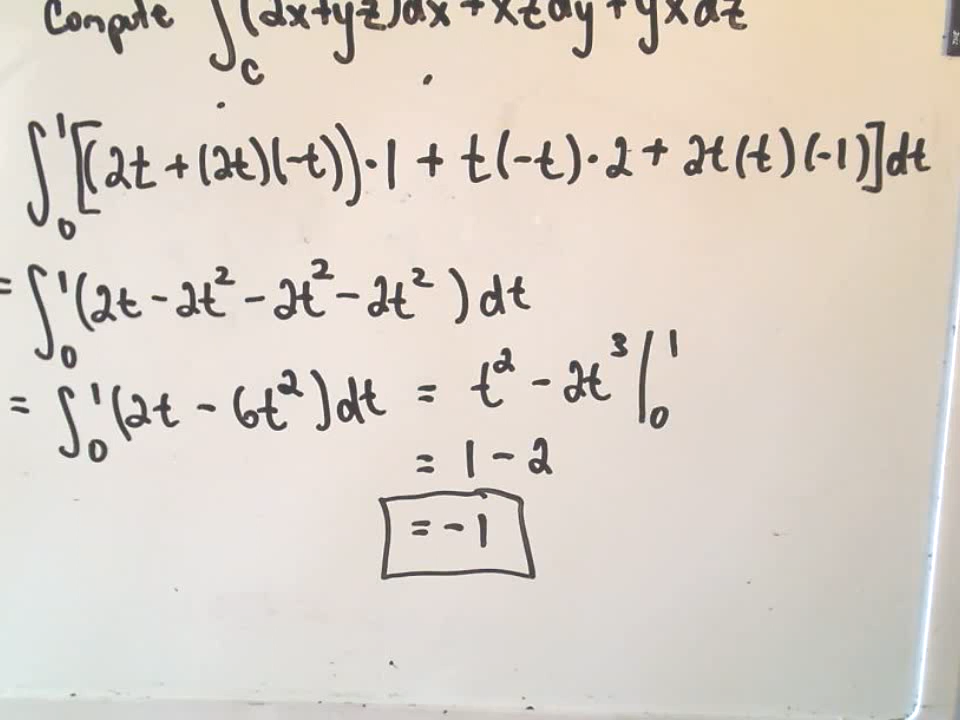 Compute ∫_C (2x+yz)dx + xz dy + yx dz
∫_0^1 [(2t + (2t)(-t))·1 + t(-t)·2 + 2t(t)(-1)]dt
= ∫_0^1 (2t - 2t² - 2t² - 2t²) dt
= ∫_0^1 (2t - 6t²)dt = t² - 2t³ |_0^1
= 1 - 2
= -1